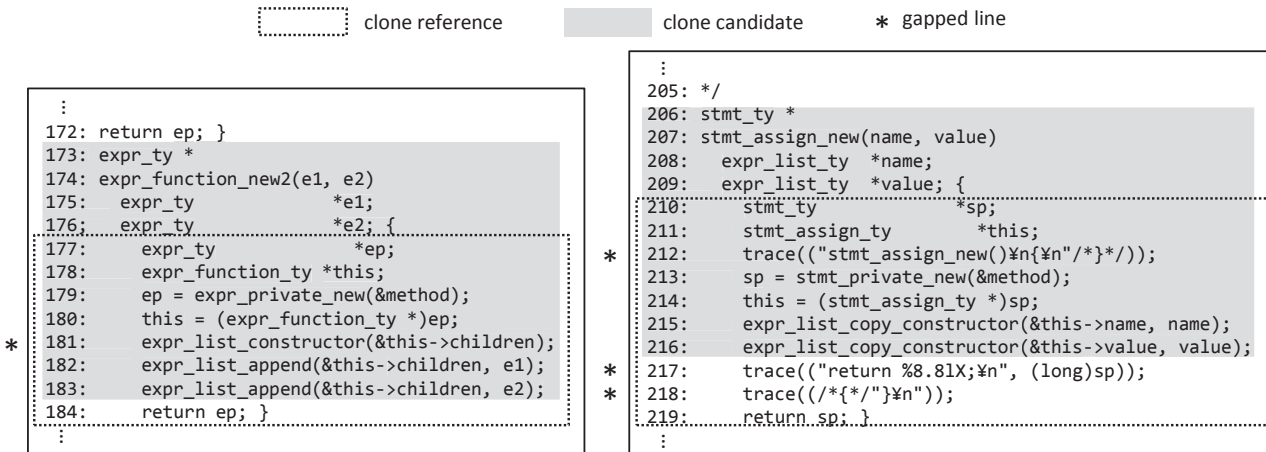 clone reference clone candidate * gapped line
⋮
172: return ep; }
173: expr_ty *
174: expr_function_new2(e1, e2)
175: expr_ty *e1;
176; expr_ty *e2; {
177: expr_ty *ep;
178: expr_function_ty *this;
179: ep = expr_private_new(&method);
180: this = (expr_function_ty *)ep;
* 181: expr_list_constructor(&this->children);
182: expr_list_append(&this->children, e1);
183: expr_list_append(&this->children, e2);
184: return ep; }
⋮
⋮
205: */
206: stmt_ty *
207: stmt_assign_new(name, value)
208: expr_list_ty *name;
209: expr_list_ty *value; {
210: stmt_ty *sp;
211: stmt_assign_ty *this;
* 212: trace(("stmt_assign_new()¥n{¥n"/*}*/));
213: sp = stmt_private_new(&method);
214: this = (stmt_assign_ty *)sp;
215: expr_list_copy_constructor(&this->name, name);
216: expr_list_copy_constructor(&this->value, value);
* 217: trace(("return %8.8lX;¥n", (long)sp));
* 218: trace((/*{*/"}¥n"));
219: return sp; }
⋮